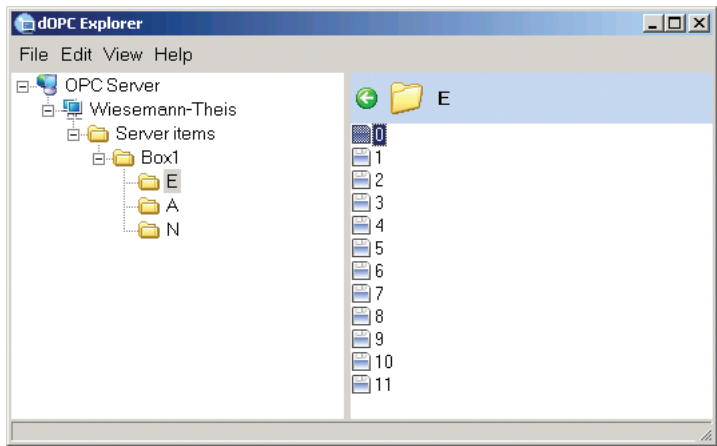 dOPC Explorer
File Edit View Help
OPC Server
Wiesemann-Theis
Server items
Box1
E
A
N
E
0
1
2
3
4
5
6
7
8
9
10
11